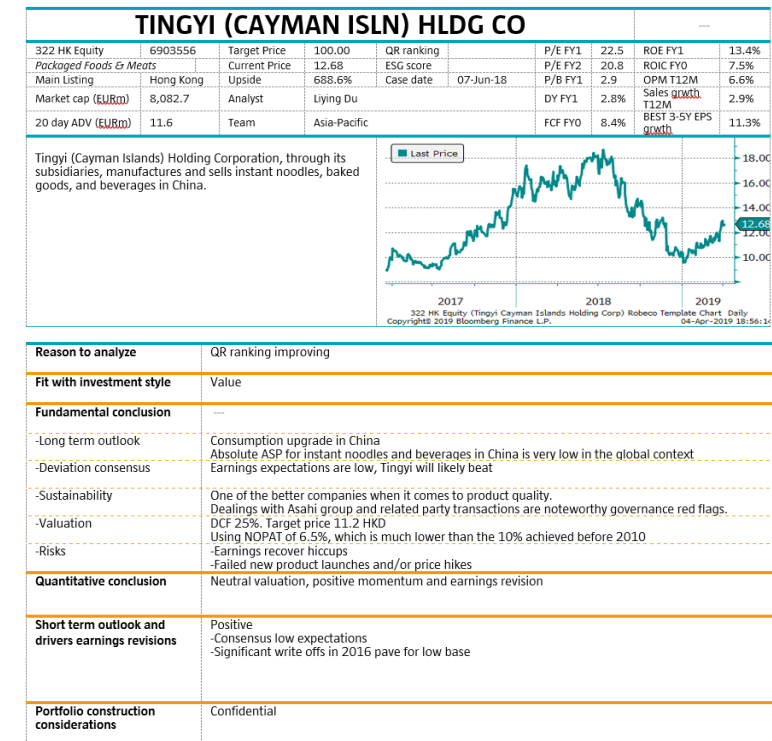 TINGYI (CAYMAN ISLN) HLDG CO ---
322 HK Equity 6903556 Target Price 100.00 QR ranking P/E FY1 22.5 ROE FY1 13.4%
Packaged Foods & Meats Current Price 12.68 ESG score P/E FY2 20.8 ROIC FY0 7.5%
Main Listing Hong Kong Upside 688.6% Case date 07-Jun-18 P/B FY1 2.9 OPM T12M 6.6%
Market cap (EURm) 8,082.7 Analyst Liying Du DY FY1 2.8% Sales grwth T12M 2.9%
20 day ADV (EURm) 11.6 Team Asia-Pacific FCF FY0 8.4% BEST 3-5Y EPS grwth 11.3%
Tingyi (Cayman Islands) Holding Corporation, through its
subsidiaries, manufactures and sells instant noodles, baked
goods, and beverages in China.
Last Price
18.00
16.00
14.00
12.68
12.00
10.00
2017 2018 2019
322 HK Equity (Tingyi Cayman Islands Holding Corp) Robeco Template Chart Daily
Copyright© 2019 Bloomberg Finance L.P. 04-Apr-2019 18:56:14
Reason to analyze QR ranking improving
Fit with investment style Value
Fundamental conclusion ---
-Long term outlook Consumption upgrade in China
Absolute ASP for instant noodles and beverages in China is very low in the global context
-Deviation consensus Earnings expectations are low, Tingyi will likely beat
-Sustainability One of the better companies when it comes to product quality.
Dealings with Asahi group and related party transactions are noteworthy governance red flags.
-Valuation DCF 25%. Target price 11.2 HKD
Using NOPAT of 6.5%, which is much lower than the 10% achieved before 2010
-Risks -Earnings recover hiccups
-Failed new product launches and/or price hikes
Quantitative conclusion Neutral valuation, positive momentum and earnings revision
Short term outlook and Positive
drivers earnings revisions -Consensus low expectations
-Significant write offs in 2016 pave for low base
Portfolio construction Confidential
considerations